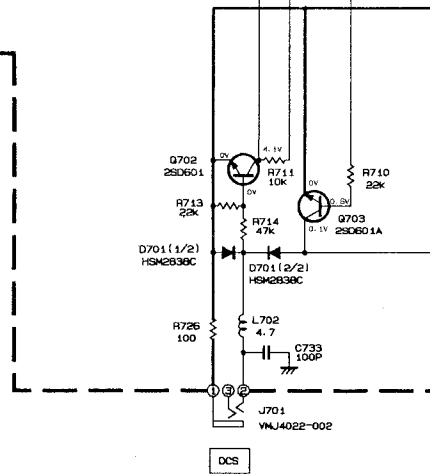 Q702
2SD601
0V
4.1V
R711
10K
0V
R710
22K
0V
0.8V
Q703
2SD601A
0.1V
R713
22K
R714
47K
D701(1/2)
HSM2838C
D701(2/2)
HSM2838C
R726
100
L702
4.7
C733
100P
1 3 2
J701
VMJ4022-002
DCS